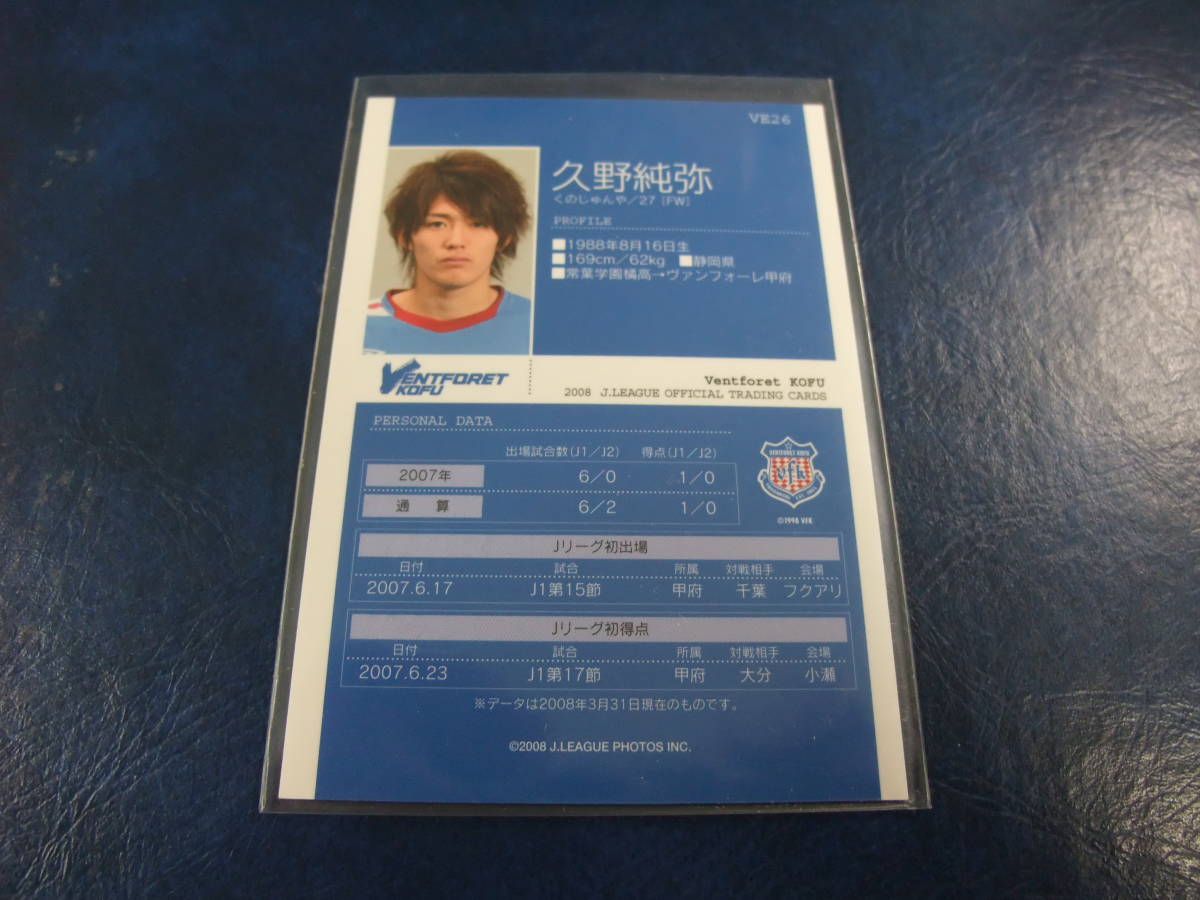 VE26
久野純弥
くのじゅんや／27 [FW]
PROFILE
■1988年8月16日生
■169cm／62kg ■静岡県
■常葉学園橘高→ヴァンフォーレ甲府
VENTFORET
KOFU
Ventforet KOFU
2008 J.LEAGUE OFFICIAL TRADING CARDS
PERSONAL DATA
出場試合数(J1／J2) 得点(J1／J2)
2007年 6／0 1／0
通算 6／2 1／0
VENTFORET KOFU
vfk
©1998 VFK
Jリーグ初出場
日付 試合 所属 対戦相手 会場
2007.6.17 J1第15節 甲府 千葉 フクアリ
Jリーグ初得点
日付 試合 所属 対戦相手 会場
2007.6.23 J1第17節 甲府 大分 小瀬
※データは2008年3月31日現在のものです。
©2008 J.LEAGUE PHOTOS INC.